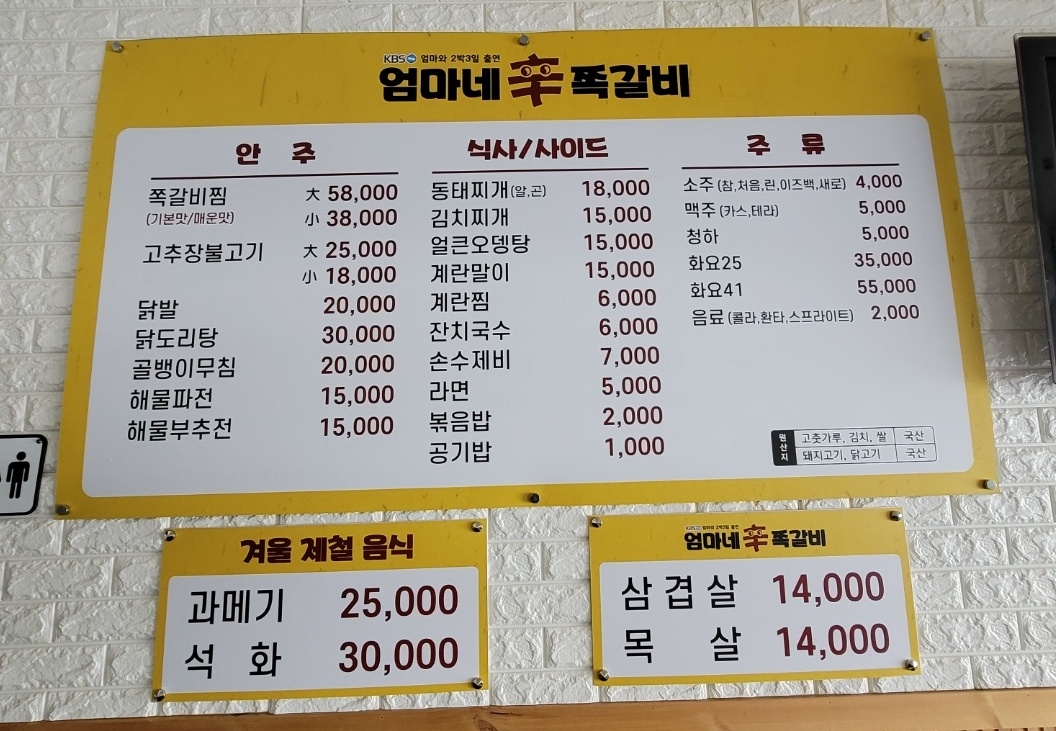 KBS 엄마와 2박3일 출연
엄마네 辛 쪽갈비
안 주
쪽갈비찜 大 58,000
(기본맛/매운맛) 小 38,000
고추장불고기 大 25,000
小 18,000
닭발 20,000
닭도리탕 30,000
골뱅이무침 20,000
해물파전 15,000
해물부추전 15,000
식사/사이드
동태찌개(알,곤) 18,000
김치찌개 15,000
얼큰오뎅탕 15,000
계란말이 15,000
계란찜 6,000
잔치국수 6,000
손수제비 7,000
라면 5,000
볶음밥 2,000
공기밥 1,000
주 류
소주 (참,처음,린,이즈백,새로) 4,000
맥주 (카스,테라) 5,000
청하 5,000
화요25 35,000
화요41 55,000
음료 (콜라,환타,스프라이트) 2,000
원산지
고춧가루, 김치, 쌀 국산
돼지고기, 닭고기 국산
겨울 제철 음식
과메기 25,000
석 화 30,000
KBS 엄마와 2박3일 출연
엄마네 辛 쪽갈비
삼겹살 14,000
목 살 14,000